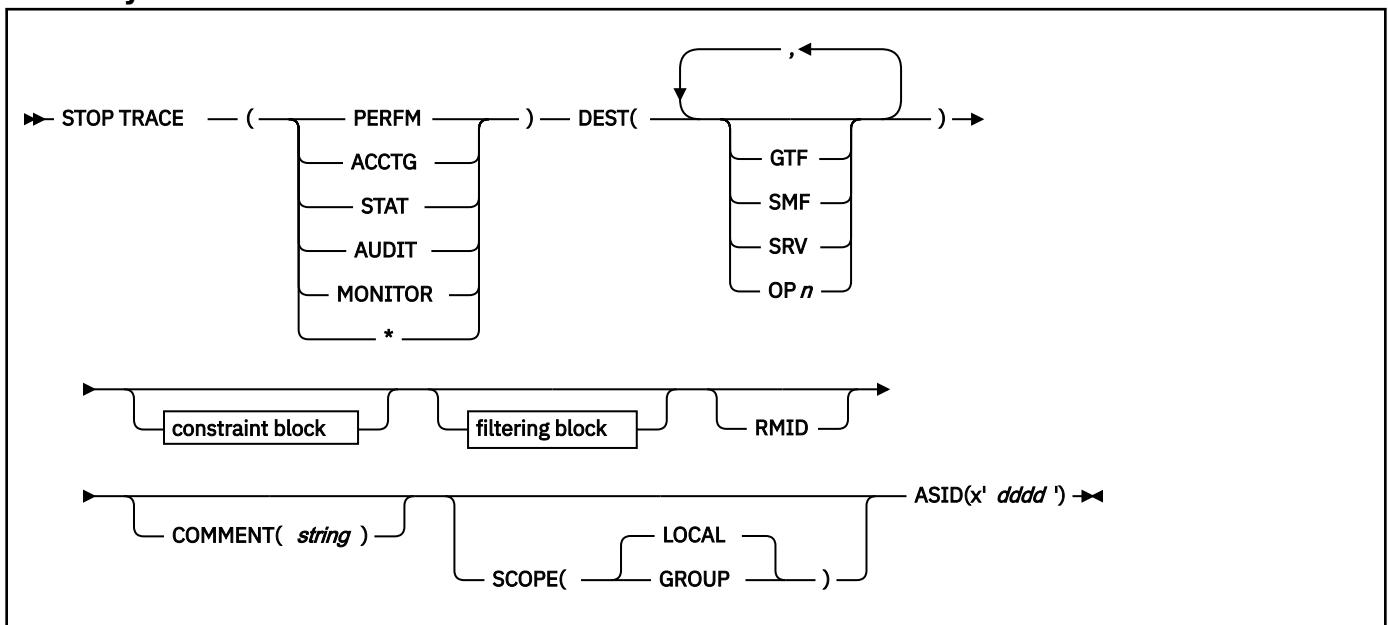 ,
STOP TRACE ( PERFM ) DEST( )
ACCTG
STAT
AUDIT
MONITOR
*
GTF
SMF
SRV
OPn
constraint block filtering block RMID
COMMENT( string ) ASID(x' dddd ')
SCOPE( LOCAL
GROUP )